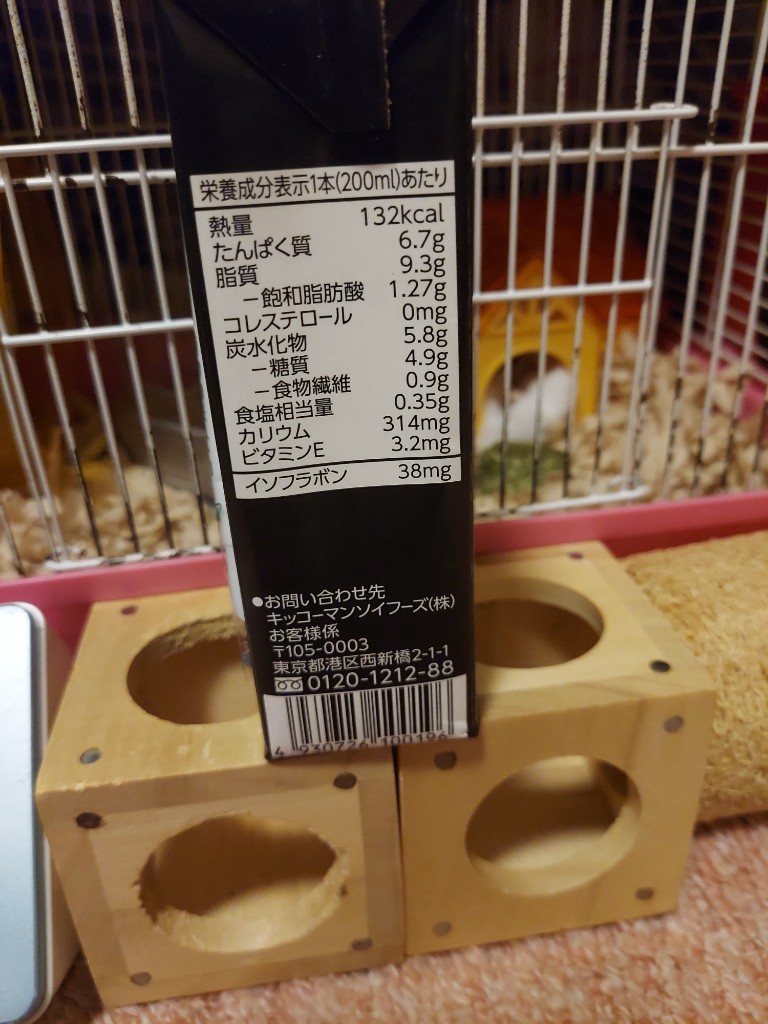 栄養成分表示1本(200ml)あたり
熱量 132kcal
たんぱく質 6.7g
脂質 9.3g
―飽和脂肪酸 1.27g
コレステロール 0mg
炭水化物 5.8g
―糖質 4.9g
―食物繊維 0.9g
食塩相当量 0.35g
カリウム 314mg
ビタミンE 3.2mg
イソフラボン 38mg
●お問い合わせ先
キッコーマンソイフーズ(株)
お客様係
〒105-0003
東京都港区西新橋2-1-1
0120-1212-88
4 930726 100196